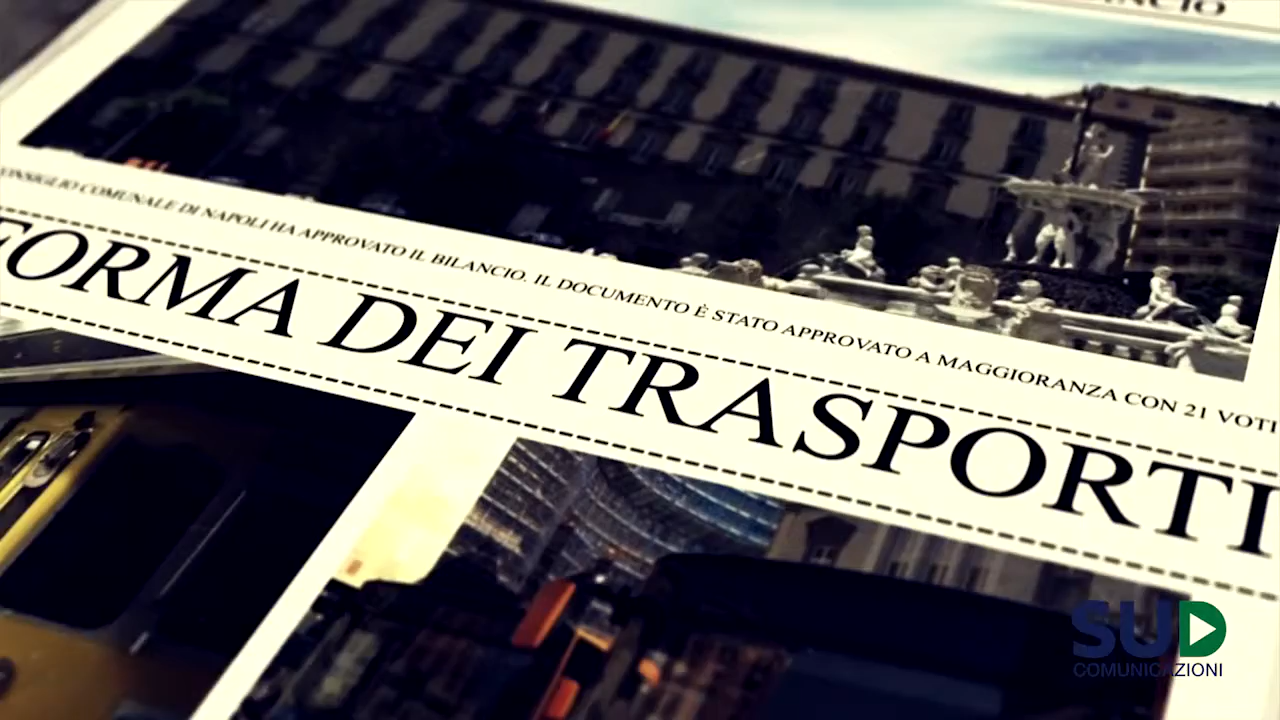 CONSIGLIO COMUNALE DI NAPOLI HA APPROVATO IL BILANCIO. IL DOCUMENTO È STATO APPROVATO A MAGGIORANZA CON 21 VOTI
FORMA DEI TRASPORTI
SUD
COMUNICAZIONI